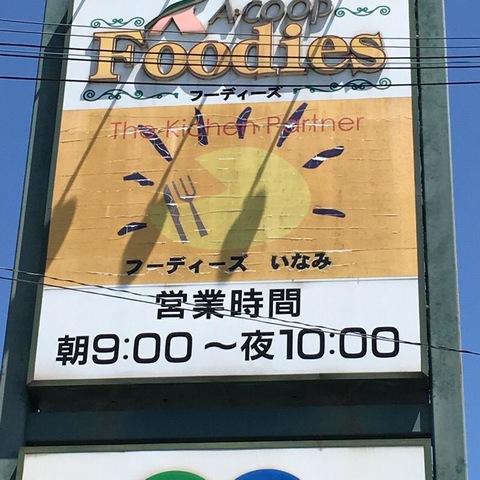 A·COOP
Foodies
フーディーズ
The Kitchen Partner
フーディーズ いなみ
営業時間
朝9:00～夜10:00